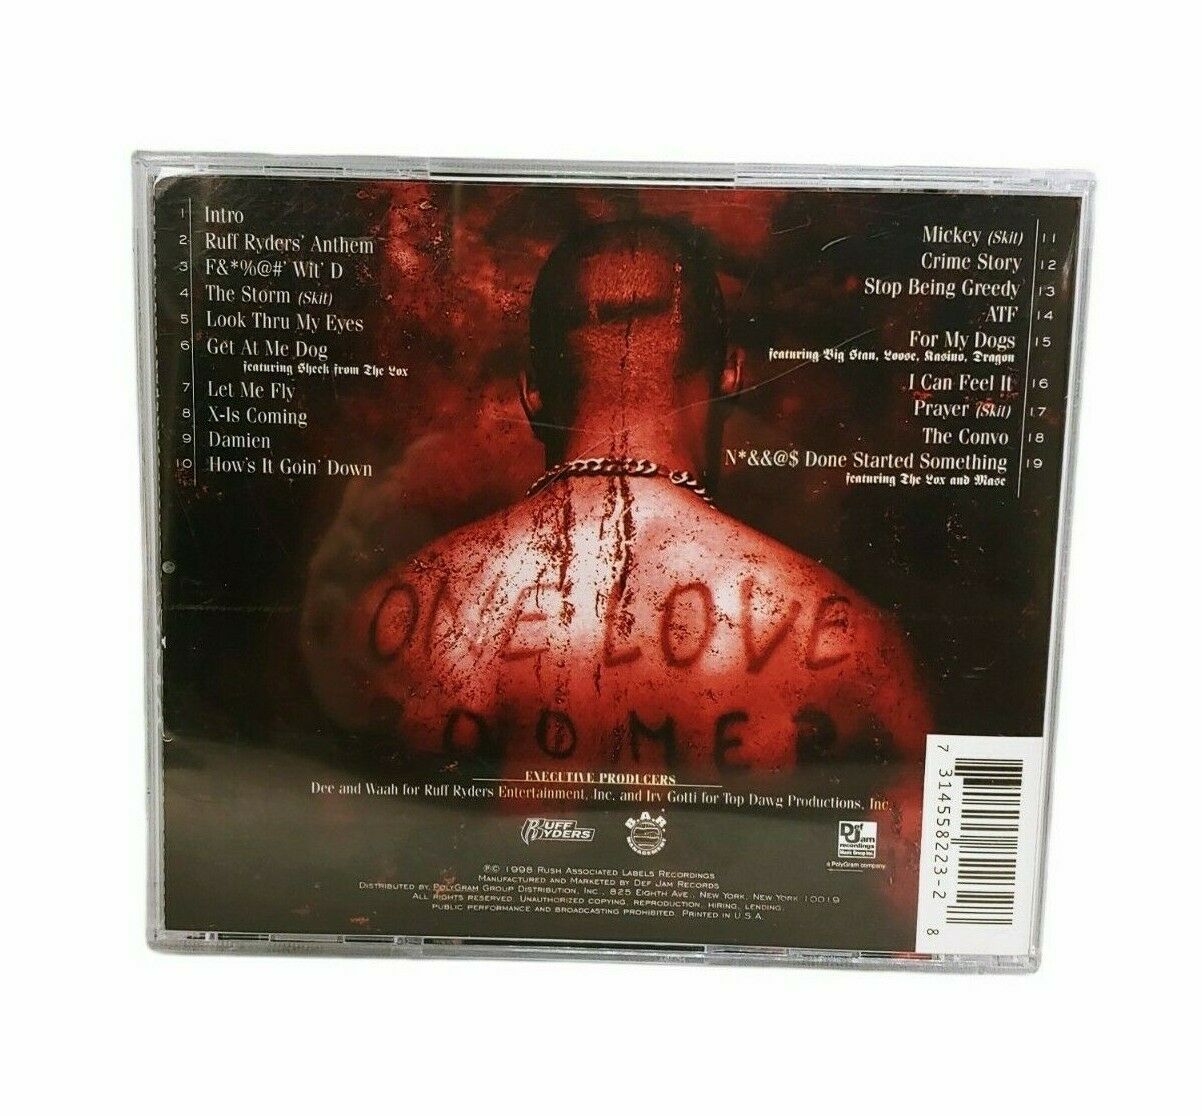 1 Intro
2 Ruff Ryders' Anthem
3 F&*%@#' Wit' D
4 The Storm (Skit)
5 Look Thru My Eyes
6 Get At Me Dog
featuring Sheek from The Lox
7 Let Me Fly
8 X-Is Coming
9 Damien
10 How's It Goin' Down
Mickey (Skit) 11
Crime Story 12
Stop Being Greedy 13
ATF 14
For My Dogs 15
featuring Big Stan, Loose, Kasino, Dragon
I Can Feel It 16
Prayer (Skit) 17
The Convo 18
N*&&@$ Done Started Something 19
featuring The Lox and Mase
ONE LOVE
BOOMER
EXECUTIVE PRODUCERS
Dee and Waah for Ruff Ryders Entertainment, Inc. and Irv Gotti for Top Dawg Productions, Inc.
RUFF RYDERS
MANAGEMENT
Def Jam recordings
Music Group Inc.
a PolyGram company
℗© 1998 Rush Associated Labels Recordings
Manufactured and Marketed by Def Jam Records
Distributed by PolyGram Group Distribution, Inc., 825 Eighth Ave., New York, New York 10019
All rights reserved. Unauthorized copying, reproduction, hiring, lending,
public performance and broadcasting prohibited. Printed in U.S.A.
7 31455 8223-2 8